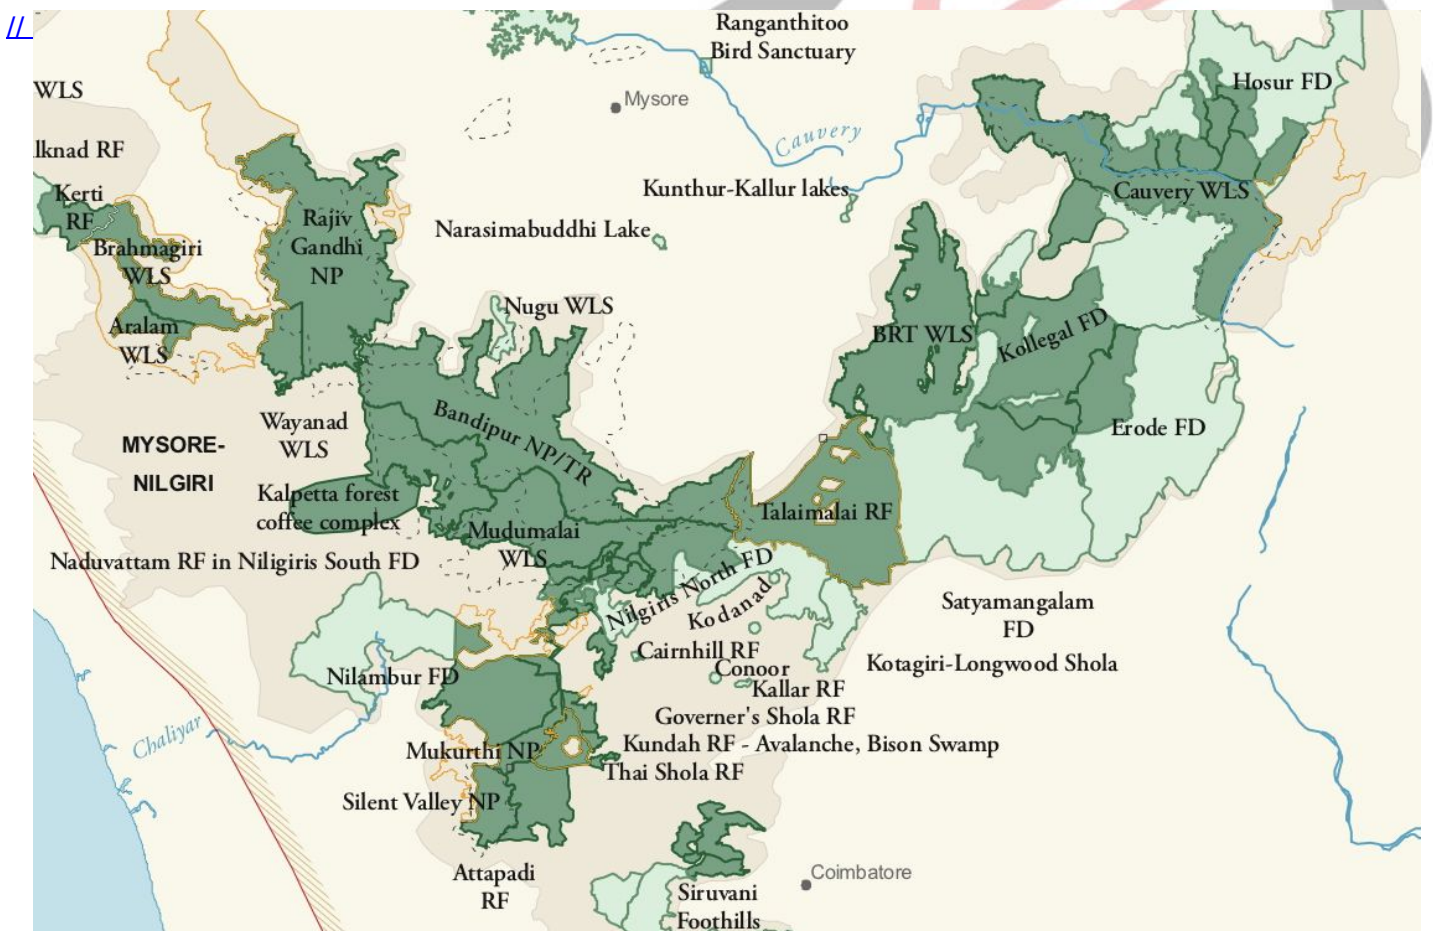 //
Ranganthitoo
Bird Sanctuary
Hosur FD
WLS
Mysore
Cauvery
lknad RF
Kerti
RF
Kunthur-Kallur lakes
Cauvery WLS
Rajiv
Gandhi
NP
Narasimabuddhi Lake
Brahmagiri
WLS
Nugu WLS
Aralam
WLS
BRT WLS
Kollegal FD
Wayanad
WLS
Bandipur NP/TR
Erode FD
MYSORE-
NILGIRI
Kalpetta forest
coffee complex
Talaimalai RF
Mudumalai
WLS
Naduvattam RF in Niligiris South FD
Nilgiris North FD
Kodanad
Satyamangalam
FD
Cairnhill RF
Conoor
Kotagiri-Longwood Shola
Nilambur FD
Kallar RF
Governer's Shola RF
Chaliyar
Mukurthi NP
Kundah RF - Avalanche, Bison Swamp
Thai Shola RF
Silent Valley NP
Attapadi
RF
Coimbatore
Siruvani
Foothills